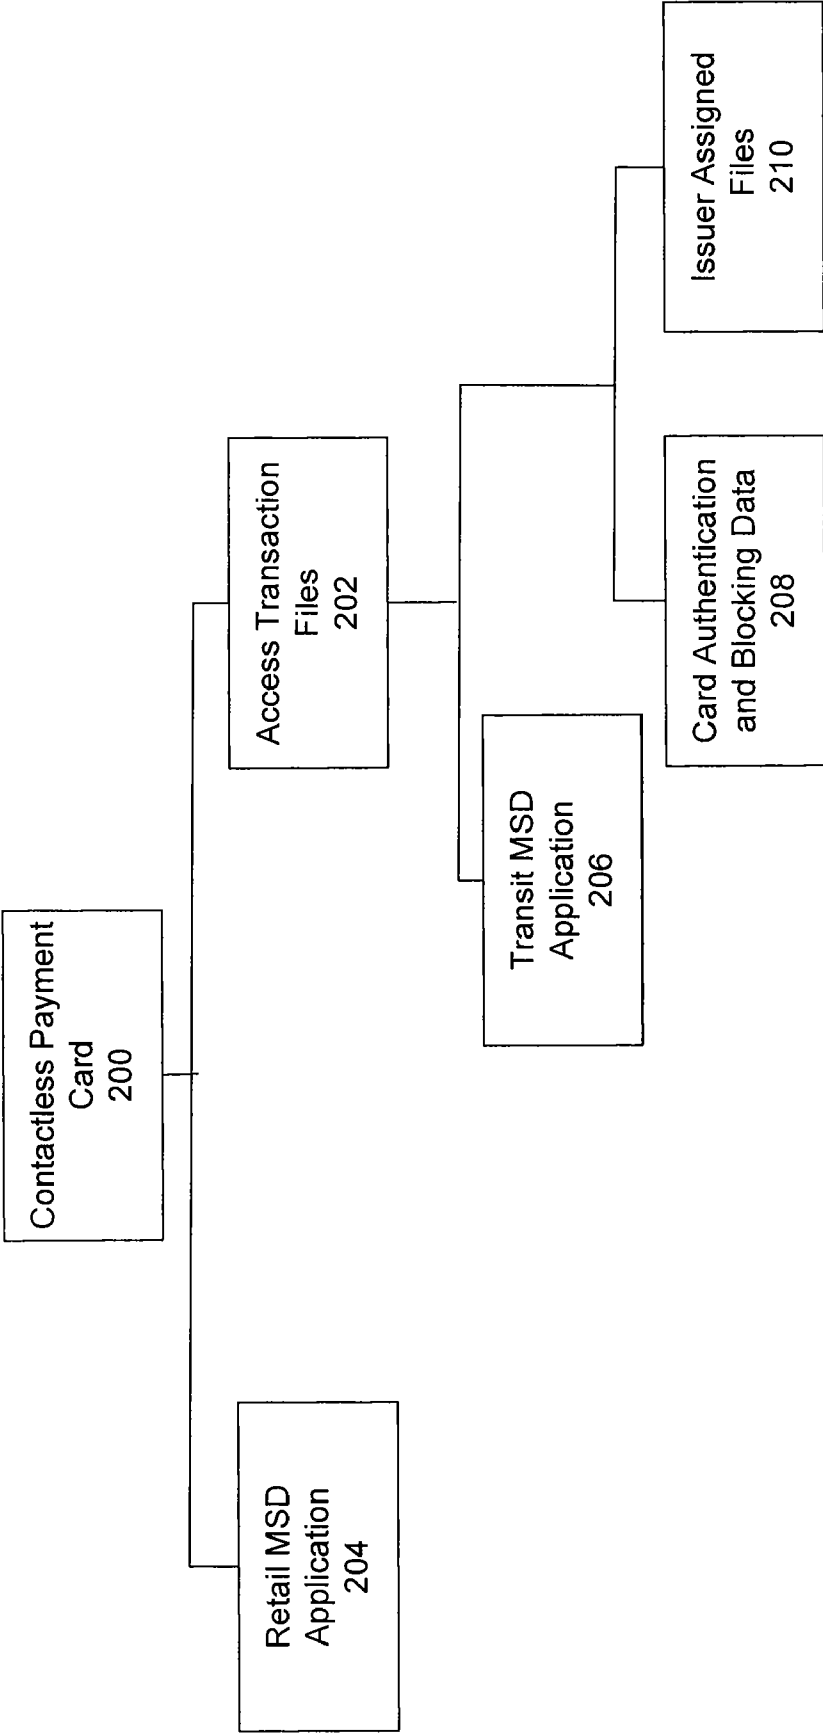 Contactless Payment
Card
200
Retail MSD
Application
204
Access Transaction
Files
202
Transit MSD
Application
206
Card Authentication
and Blocking Data
208
Issuer Assigned
Files
210